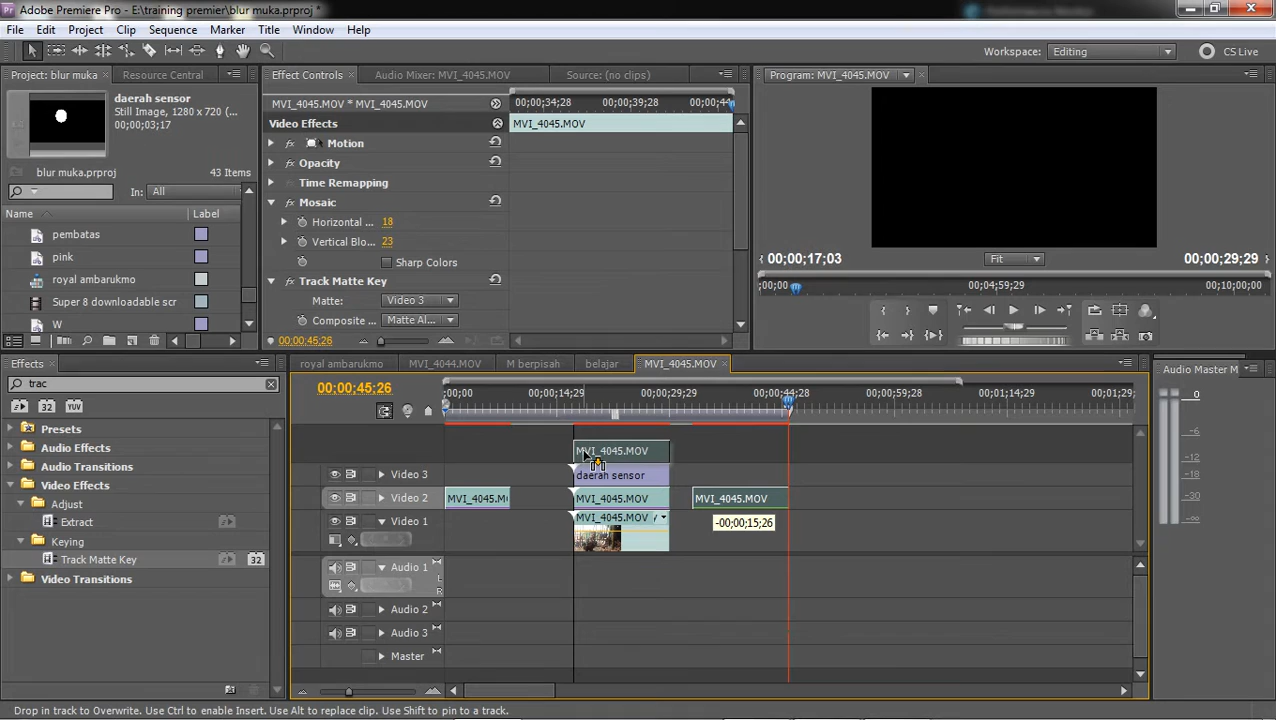 Adobe Premiere Pro - E:\training premier\blur muka.prproj *
File Edit Project Clip Sequence Marker Title Window Help
Workspace: Editing CS Live
Project: blur muka Resource Central
daerah sensor
Still Image, 1280 x 720 (...
00;00;03;17
blur muka.prproj 43 Items
In: All
Name Label
pembatas
pink
royal ambarukmo
Super 8 downloadable scr
W
Effect Controls Audio Mixer: MVI_4045.MOV Source: (no clips)
MVI_4045.MOV * MVI_4045.MOV
00;00;34;28 00;00;39;28 00;00;44
Video Effects MVI_4045.MOV
fx Motion
fx Opacity
Time Remapping
fx Mosaic
Horizontal ... 18
Vertical Blo... 23
Sharp Colors
fx Track Matte Key
Matte: Video 3
Composite ... Matte Al...
00;00;45;26
Program: MVI_4045.MOV
00;00;17;03 Fit 00;00;29;29
;00;00 00;04;59;29 00;10;00;00
Effects
trac
32 YUV
Presets
Audio Effects
Audio Transitions
Video Effects
Adjust
Extract
Keying
Track Matte Key 32
Video Transitions
royal ambarukmo MVI_4044.MOV M berpisah belajar MVI_4045.MOV
00;00;45;26
;00;00 00;00;14;29 00;00;29;29 00;00;44;28 00;00;59;28 00;01;14;29 00;01;29;
MVI_4045.MOV
Video 3 daerah sensor
Video 2 MVI_4045.M MVI_4045.MOV MVI_4045.MOV
Video 1 MVI_4045.MOV
-00;00;15;26
Audio 1
L
R
Audio 2
Audio 3
Master
Audio Master M
0
-6
-12
-18
-30
Drop in track to Overwrite. Use Ctrl to enable Insert. Use Alt to replace clip. Use Shift to pin to a track.